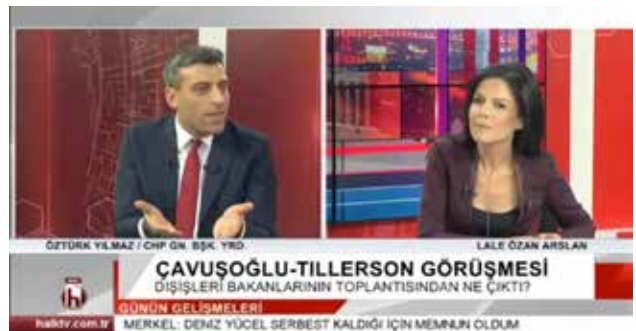 ÖZTÜRK YILMAZ / CHP GN. BŞK. YRD.
LALE ÖZAN ARSLAN
ÇAVUŞOĞLU-TILLERSON GÖRÜŞMESİ
DIŞİŞLERİ BAKANLARININ TOPLANTISINDAN NE ÇIKTI?
GÜNÜN GELİŞMELERİ
halktv.com.tr
MERKEL: DENİZ YÜCEL SERBEST KALDIĞI İÇİN MEMNUN OLDUM